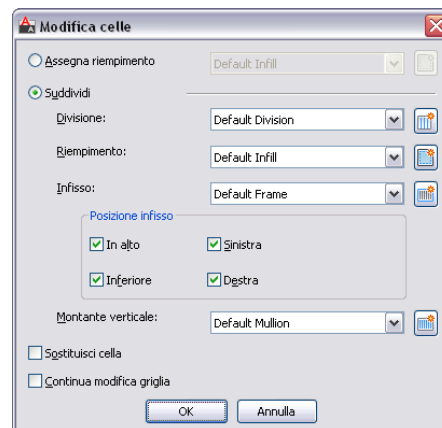 Modifica celle
Assegna riempimento Default Infill
Suddividi
Divisione: Default Division
Riempimento: Default Infill
Infisso: Default Frame
Posizione infisso
In alto Sinistra
Inferiore Destra
Montante verticale: Default Mullion
Sostituisci cella
Continua modifica griglia
OK Annulla